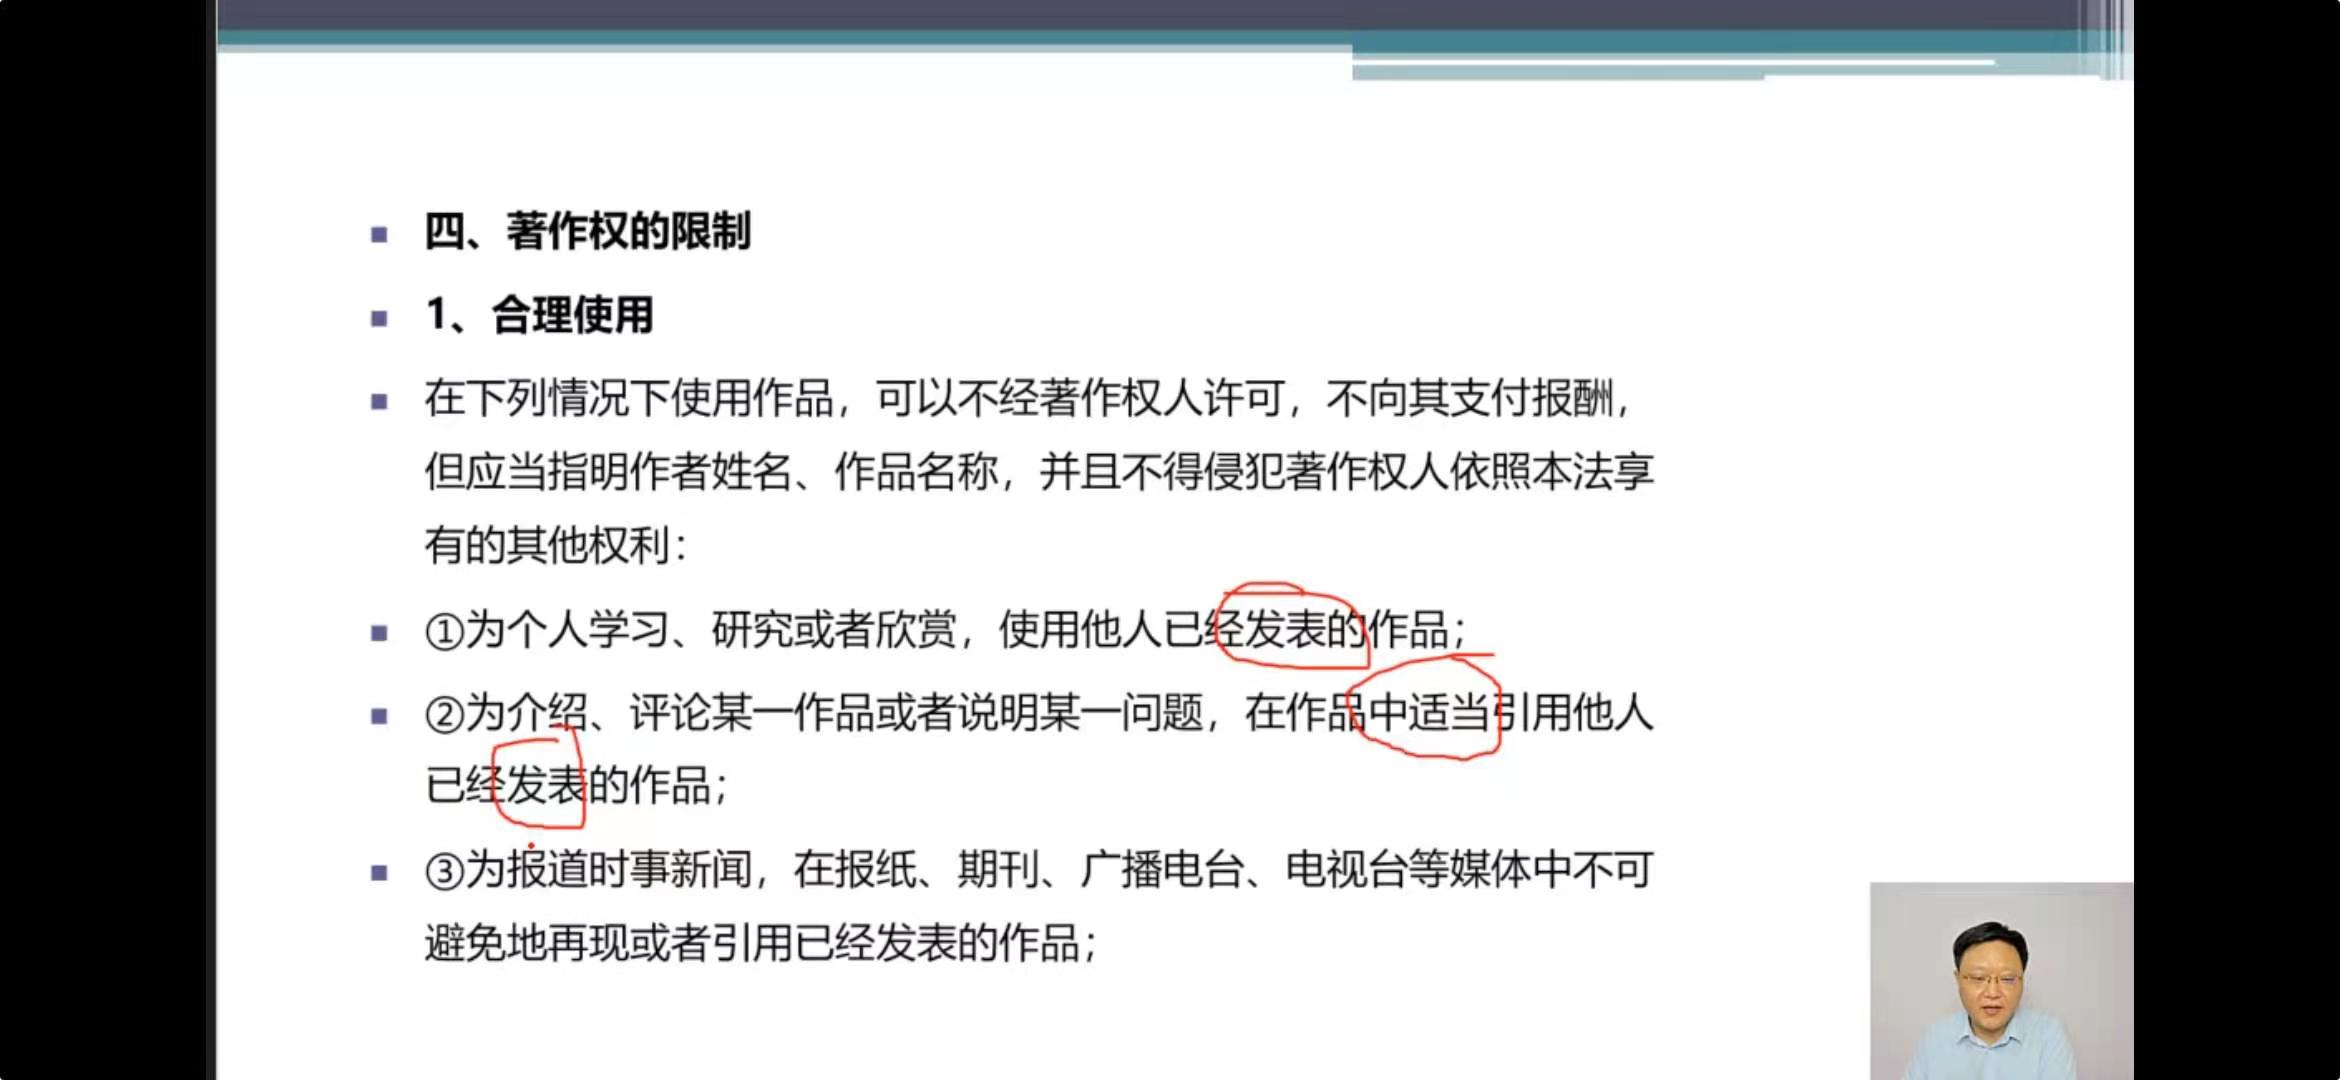 四、著作权的限制
1、合理使用
在下列情况下使用作品，可以不经著作权人许可，不向其支付报酬，
但应当指明作者姓名、作品名称，并且不得侵犯著作权人依照本法享
有的其他权利：
①为个人学习、研究或者欣赏，使用他人已经发表的作品；
②为介绍、评论某一作品或者说明某一问题，在作品中适当引用他人
已经发表的作品；
③为报道时事新闻，在报纸、期刊、广播电台、电视台等媒体中不可
避免地再现或者引用已经发表的作品；